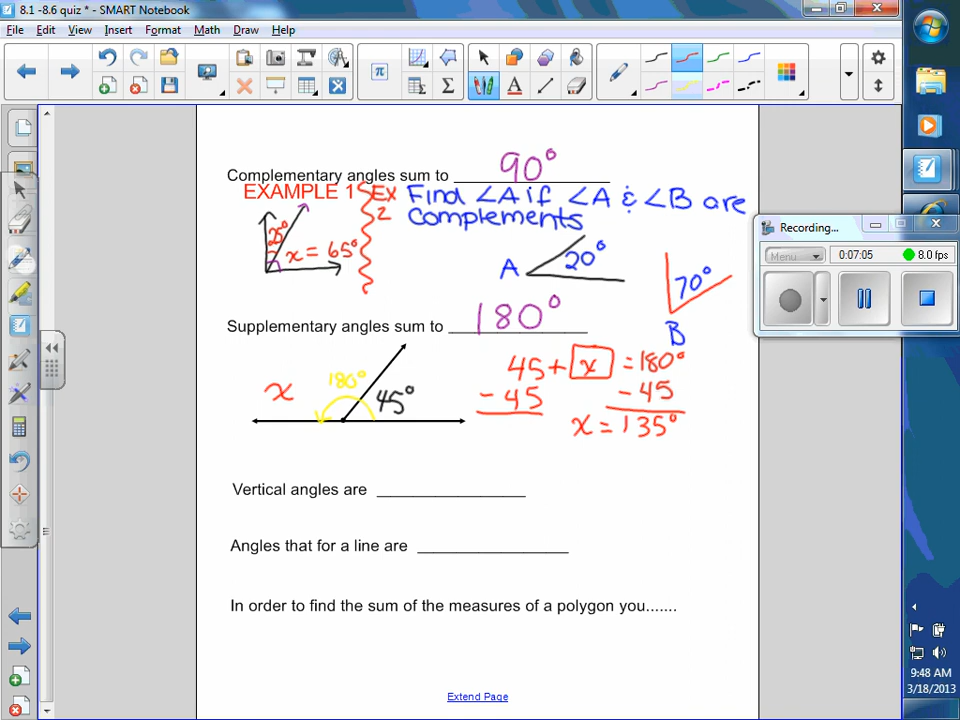 8.1 -8.6 quiz * - SMART Notebook
File Edit View Insert Format Math Draw Help
Complementary angles sum to 90°
EXAMPLE 1 Ex 2 Find ∠A if ∠A & ∠B are
complements
25°
x = 65°
A 20°
70°
B
Supplementary angles sum to 180°
x 180° 45°
45 + x = 180°
- 45 - 45
x = 135°
Vertical angles are
Angles that for a line are
In order to find the sum of the measures of a polygon you.......
Extend Page
Recording...
Menu
0:07:05 8.0 fps
9:48 AM
3/18/2013